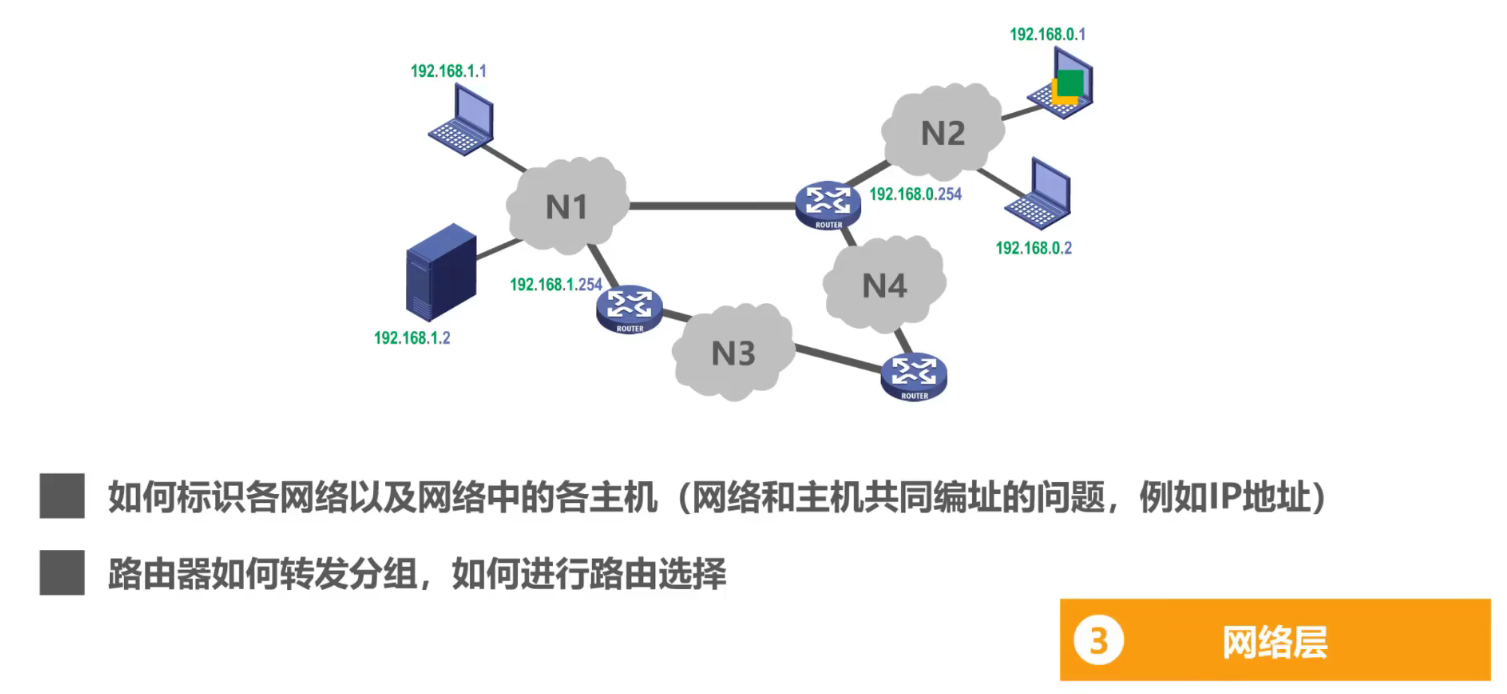 192.168.0.1
192.168.1.1
N2
192.168.0.254
N1
ROUTER
192.168.0.2
192.168.1.254
N4
ROUTER
192.168.1.2
N3
ROUTER
如何标识各网络以及网络中的各主机（网络和主机共同编址的问题，例如IP地址）
路由器如何转发分组，如何进行路由选择
3 网络层